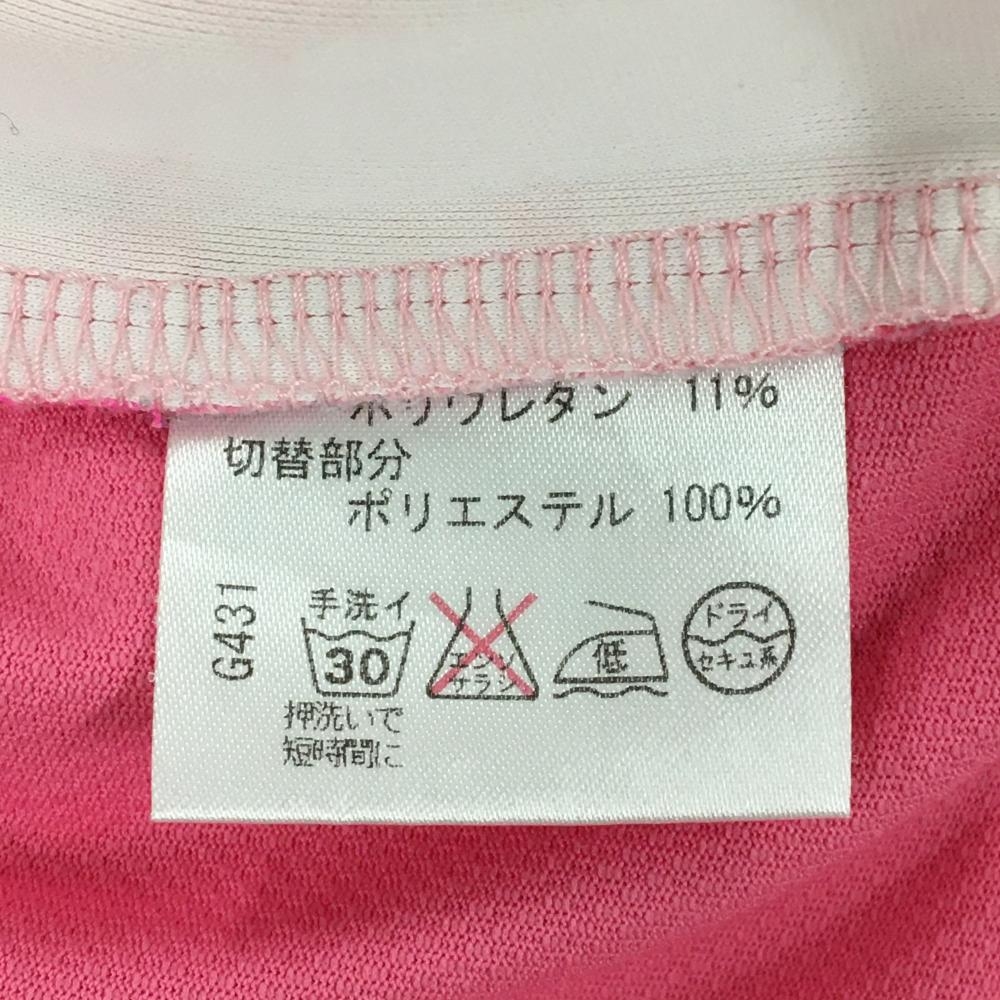 ポリウレタン 11%
切替部分
ポリエステル 100%
G431
手洗イ
30
押洗いで
短時間に
エンソ
サラシ
低
ドライ
セキユ系